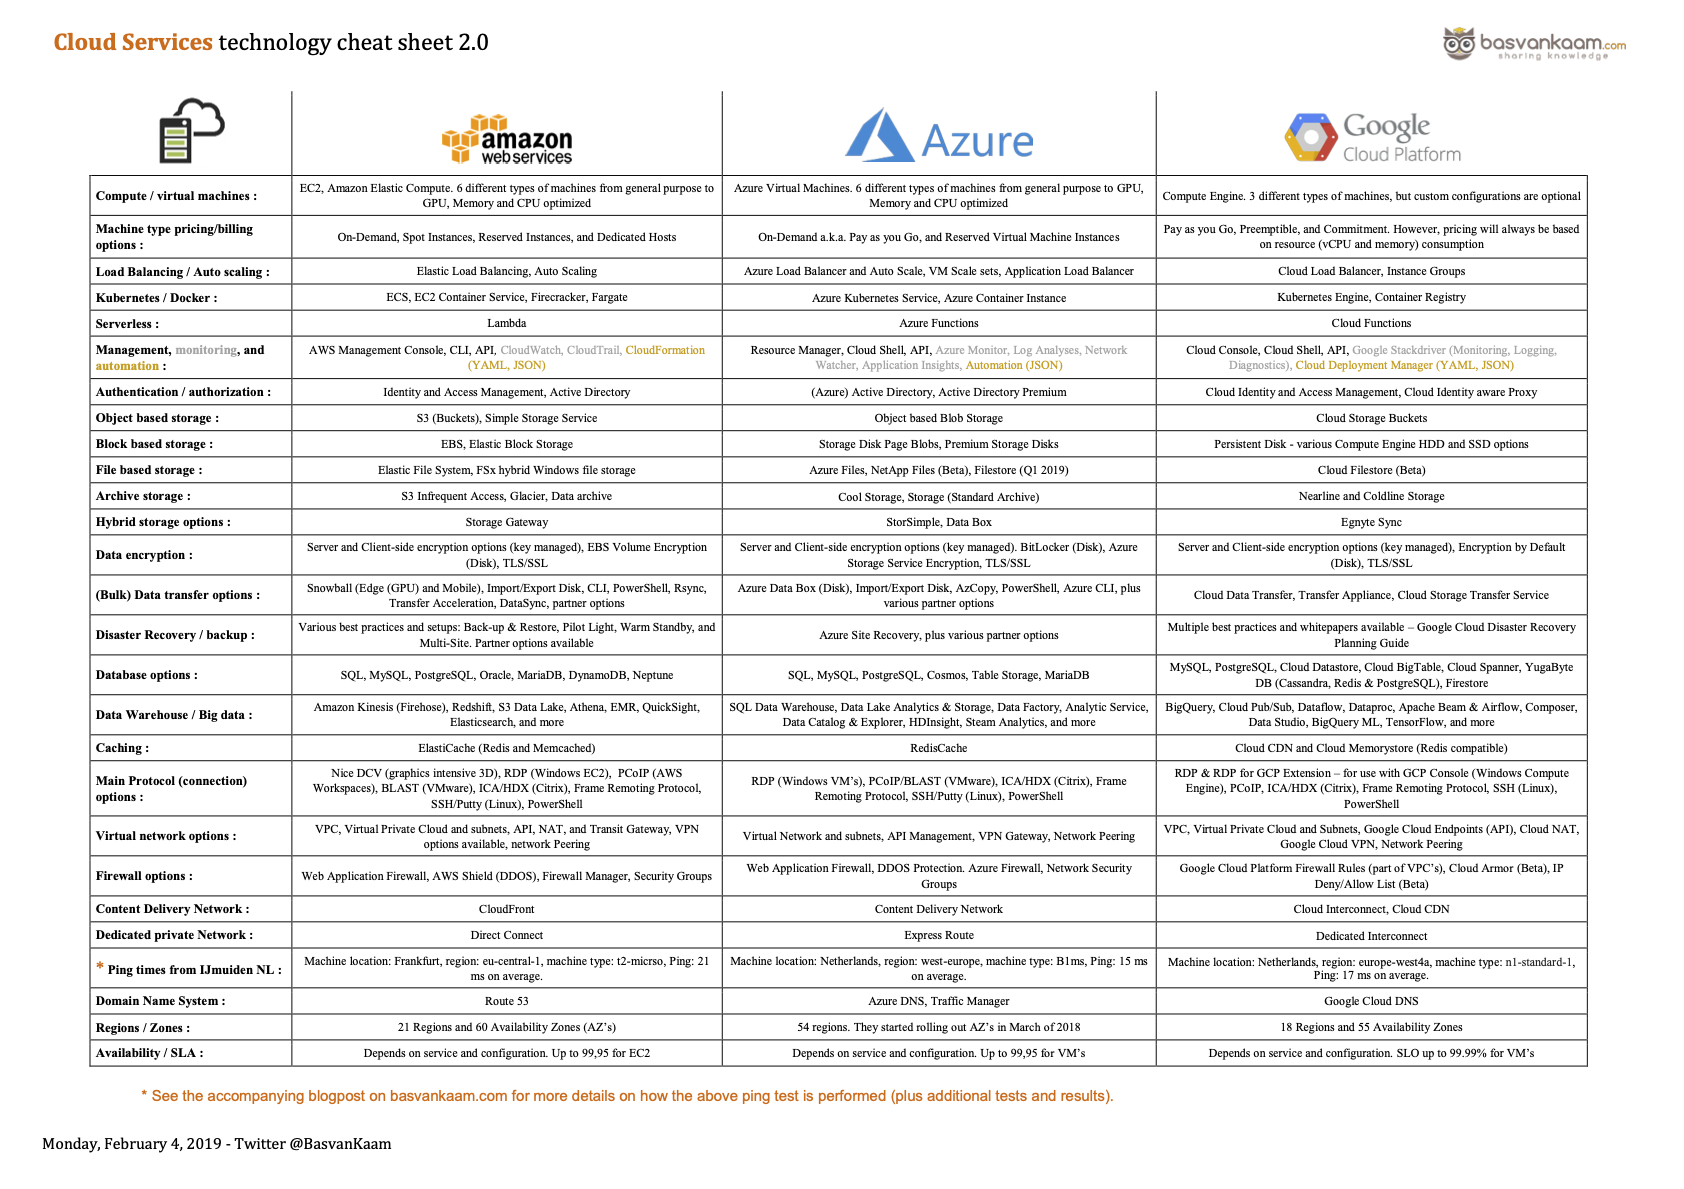 Cloud Services technology cheat sheet 2.0
basvankaam.com
sharing knowledge
amazon
webservices
Azure
Google
Cloud Platform
Compute / virtual machines :
EC2, Amazon Elastic Compute. 6 different types of machines from general purpose to
GPU, Memory and CPU optimized
Azure Virtual Machines. 6 different types of machines from general purpose to GPU,
Memory and CPU optimized
Compute Engine. 3 different types of machines, but custom configurations are optional
Machine type pricing/billing
options :
On-Demand, Spot Instances, Reserved Instances, and Dedicated Hosts
On-Demand a.k.a. Pay as you Go, and Reserved Virtual Machine Instances
Pay as you Go, Preemptible, and Commitment. However, pricing will always be based
on resource (vCPU and memory) consumption
Load Balancing / Auto scaling :
Elastic Load Balancing, Auto Scaling
Azure Load Balancer and Auto Scale, VM Scale sets, Application Load Balancer
Cloud Load Balancer, Instance Groups
Kubernetes / Docker :
ECS, EC2 Container Service, Firecracker, Fargate
Azure Kubernetes Service, Azure Container Instance
Kubernetes Engine, Container Registry
Serverless :
Lambda
Azure Functions
Cloud Functions
Management, monitoring, and
automation :
AWS Management Console, CLI, API, CloudWatch, CloudTrail, CloudFormation
(YAML, JSON)
Resource Manager, Cloud Shell, API, Azure Monitor, Log Analyses, Network
Watcher, Application Insights, Automation (JSON)
Cloud Console, Cloud Shell, API, Google Stackdriver (Monitoring, Logging,
Diagnostics), Cloud Deployment Manager (YAML, JSON)
Authentication / authorization :
Identity and Access Management, Active Directory
(Azure) Active Directory, Active Directory Premium
Cloud Identity and Access Management, Cloud Identity aware Proxy
Object based storage :
S3 (Buckets), Simple Storage Service
Object based Blob Storage
Cloud Storage Buckets
Block based storage :
EBS, Elastic Block Storage
Storage Disk Page Blobs, Premium Storage Disks
Persistent Disk - various Compute Engine HDD and SSD options
File based storage :
Elastic File System, FSx hybrid Windows file storage
Azure Files, NetApp Files (Beta), Filestore (Q1 2019)
Cloud Filestore (Beta)
Archive storage :
S3 Infrequent Access, Glacier, Data archive
Cool Storage, Storage (Standard Archive)
Nearline and Coldline Storage
Hybrid storage options :
Storage Gateway
StorSimple, Data Box
Egnyte Sync
Data encryption :
Server and Client-side encryption options (key managed), EBS Volume Encryption
(Disk), TLS/SSL
Server and Client-side encryption options (key managed). BitLocker (Disk), Azure
Storage Service Encryption, TLS/SSL
Server and Client-side encryption options (key managed), Encryption by Default
(Disk), TLS/SSL
(Bulk) Data transfer options :
Snowball (Edge (GPU) and Mobile), Import/Export Disk, CLI, PowerShell, Rsync,
Transfer Acceleration, DataSync, partner options
Azure Data Box (Disk), Import/Export Disk, AzCopy, PowerShell, Azure CLI, plus
various partner options
Cloud Data Transfer, Transfer Appliance, Cloud Storage Transfer Service
Disaster Recovery / backup :
Various best practices and setups: Back-up & Restore, Pilot Light, Warm Standby, and
Multi-Site. Partner options available
Azure Site Recovery, plus various partner options
Multiple best practices and whitepapers available – Google Cloud Disaster Recovery
Planning Guide
Database options :
SQL, MySQL, PostgreSQL, Oracle, MariaDB, DynamoDB, Neptune
SQL, MySQL, PostgreSQL, Cosmos, Table Storage, MariaDB
MySQL, PostgreSQL, Cloud Datastore, Cloud BigTable, Cloud Spanner, YugaByte
DB (Cassandra, Redis & PostgreSQL), Firestore
Data Warehouse / Big data :
Amazon Kinesis (Firehose), Redshift, S3 Data Lake, Athena, EMR, QuickSight,
Elasticsearch, and more
SQL Data Warehouse, Data Lake Analytics & Storage, Data Factory, Analytic Service,
Data Catalog & Explorer, HDInsight, Steam Analytics, and more
BigQuery, Cloud Pub/Sub, Dataflow, Dataproc, Apache Beam & Airflow, Composer,
Data Studio, BigQuery ML, TensorFlow, and more
Caching :
ElastiCache (Redis and Memcached)
RedisCache
Cloud CDN and Cloud Memorystore (Redis compatible)
Main Protocol (connection)
options :
Nice DCV (graphics intensive 3D), RDP (Windows EC2), PCoIP (AWS
Workspaces), BLAST (VMware), ICA/HDX (Citrix), Frame Remoting Protocol,
SSH/Putty (Linux), PowerShell
RDP (Windows VM's), PCoIP/BLAST (VMware), ICA/HDX (Citrix), Frame
Remoting Protocol, SSH/Putty (Linux), PowerShell
RDP & RDP for GCP Extension – for use with GCP Console (Windows Compute
Engine), PCoIP, ICA/HDX (Citrix), Frame Remoting Protocol, SSH (Linux),
PowerShell
Virtual network options :
VPC, Virtual Private Cloud and subnets, API, NAT, and Transit Gateway, VPN
options available, network Peering
Virtual Network and subnets, API Management, VPN Gateway, Network Peering
VPC, Virtual Private Cloud and Subnets, Google Cloud Endpoints (API), Cloud NAT,
Google Cloud VPN, Network Peering
Firewall options :
Web Application Firewall, AWS Shield (DDOS), Firewall Manager, Security Groups
Web Application Firewall, DDOS Protection. Azure Firewall, Network Security
Groups
Google Cloud Platform Firewall Rules (part of VPC's), Cloud Armor (Beta), IP
Deny/Allow List (Beta)
Content Delivery Network :
CloudFront
Content Delivery Network
Cloud Interconnect, Cloud CDN
Dedicated private Network :
Direct Connect
Express Route
Dedicated Interconnect
* Ping times from IJmuiden NL :
Machine location: Frankfurt, region: eu-central-1, machine type: t2-micrso, Ping: 21
ms on average.
Machine location: Netherlands, region: west-europe, machine type: B1ms, Ping: 15 ms
on average.
Machine location: Netherlands, region: europe-west4a, machine type: n1-standard-1,
Ping: 17 ms on average.
Domain Name System :
Route 53
Azure DNS, Traffic Manager
Google Cloud DNS
Regions / Zones :
21 Regions and 60 Availability Zones (AZ's)
54 regions. They started rolling out AZ's in March of 2018
18 Regions and 55 Availability Zones
Availability / SLA :
Depends on service and configuration. Up to 99,95 for EC2
Depends on service and configuration. Up to 99,95 for VM's
Depends on service and configuration. SLO up to 99.99% for VM's
* See the accompanying blogpost on basvankaam.com for more details on how the above ping test is performed (plus additional tests and results).
Monday, February 4, 2019 - Twitter @BasvanKaam